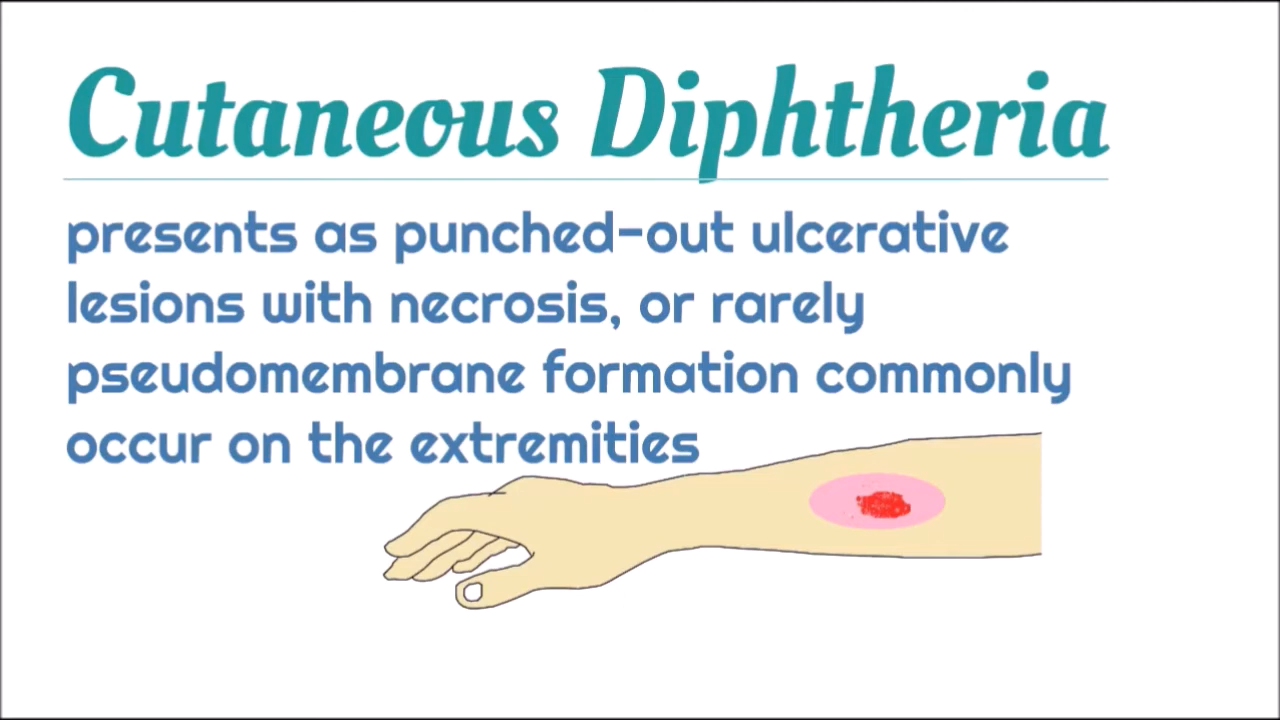 Cutaneous Diphtheria
presents as punched-out ulcerative
lesions with necrosis, or rarely
pseudomembrane formation commonly
occur on the extremities